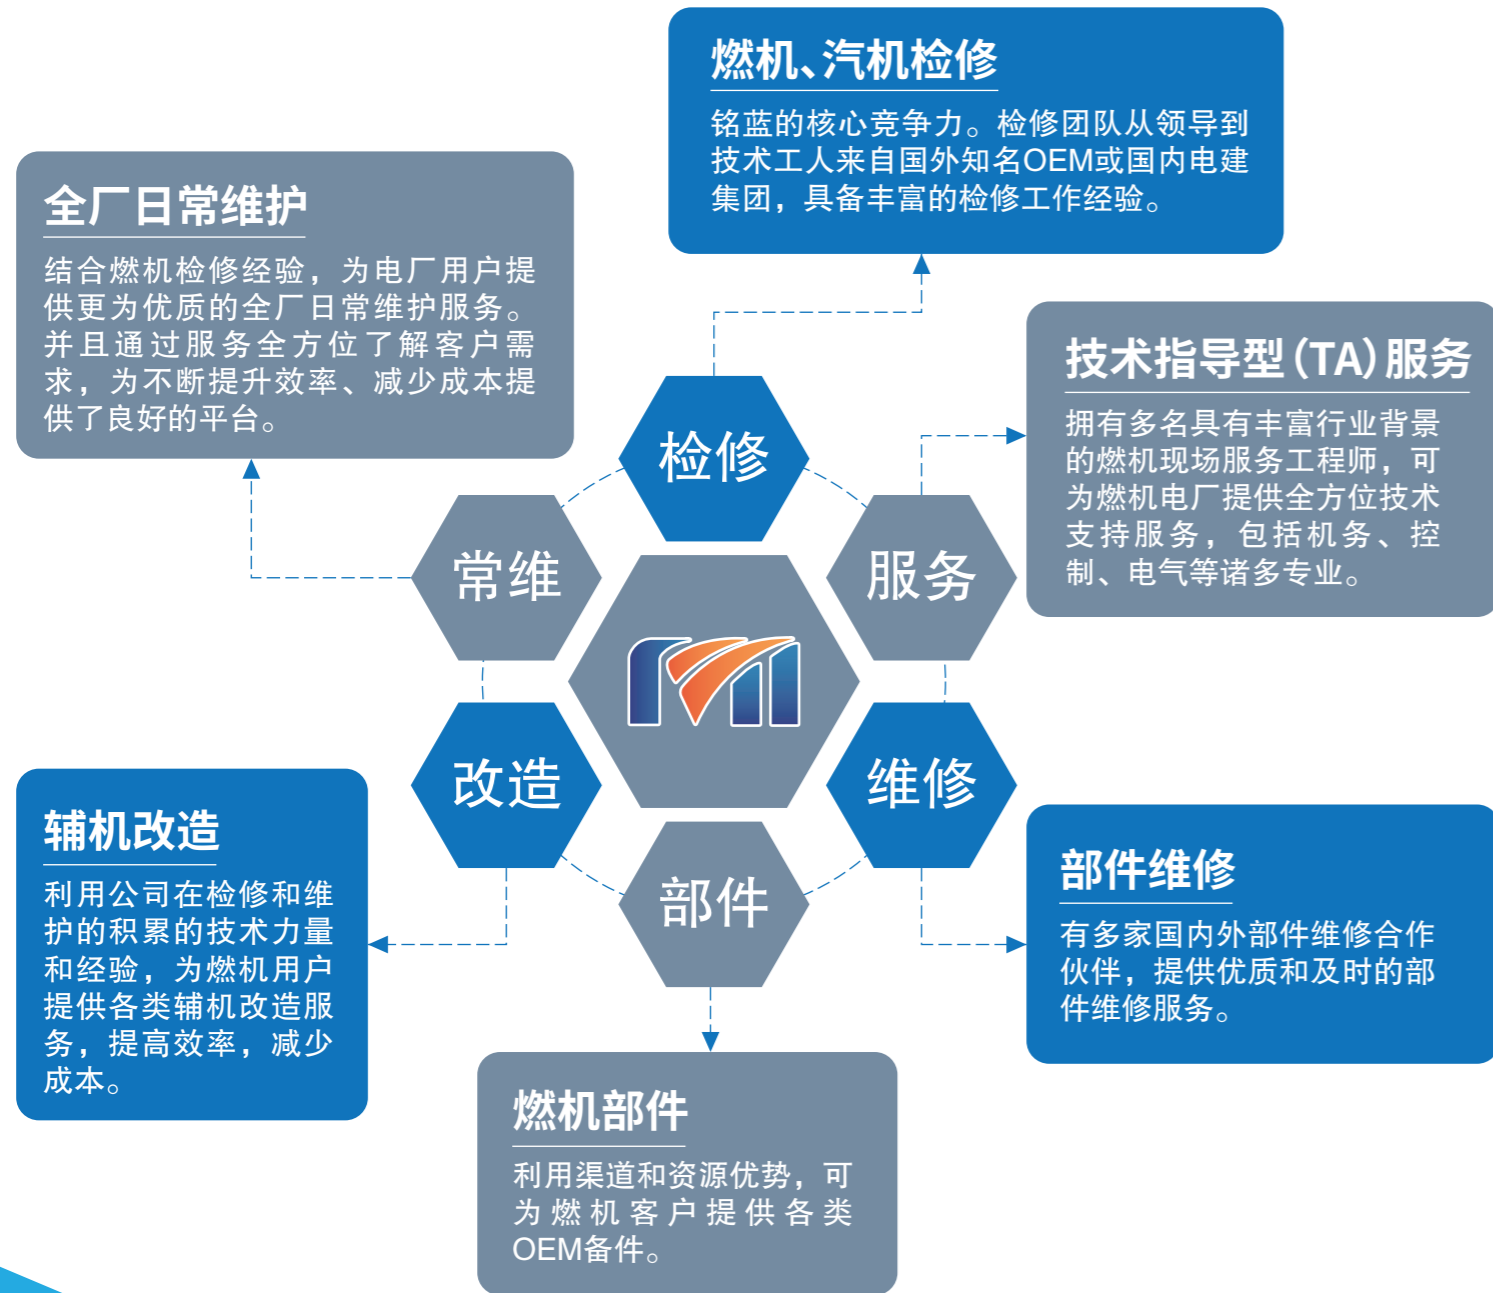 燃机、汽机检修
铭蓝的核心竞争力。检修团队从领导到
技术工人来自国外知名OEM或国内电建
集团，具备丰富的检修工作经验。
全厂日常维护
结合燃机检修经验，为电厂用户提
供更为优质的全厂日常维护服务。
并且通过服务全方位了解客户需
求，为不断提升效率、减少成本提
供了良好的平台。
技术指导型（TA）服务
拥有多名具有丰富行业背景
的燃机现场服务工程师，可
为燃机电厂提供全方位技术
支持服务，包括机务、控
制、电气等诸多专业。
检修
常维
服务
改造
维修
部件
辅机改造
利用公司在检修和维
护的积累的技术力量
和经验，为燃机用户
提供各类辅机改造服
务，提高效率，减少
成本。
部件维修
有多家国内外部件维修合作
伙伴，提供优质和及时的部
件维修服务。
燃机部件
利用渠道和资源优势，可
为燃机客户提供各类
OEM备件。